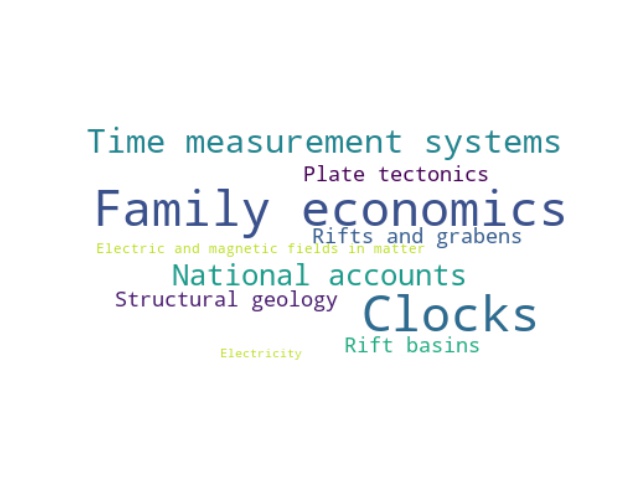 Time measurement systems
Plate tectonics
Family economics
Rifts and grabens
Electric and magnetic fields in matter
National accounts
Structural geology
Clocks
Rift basins
Electricity